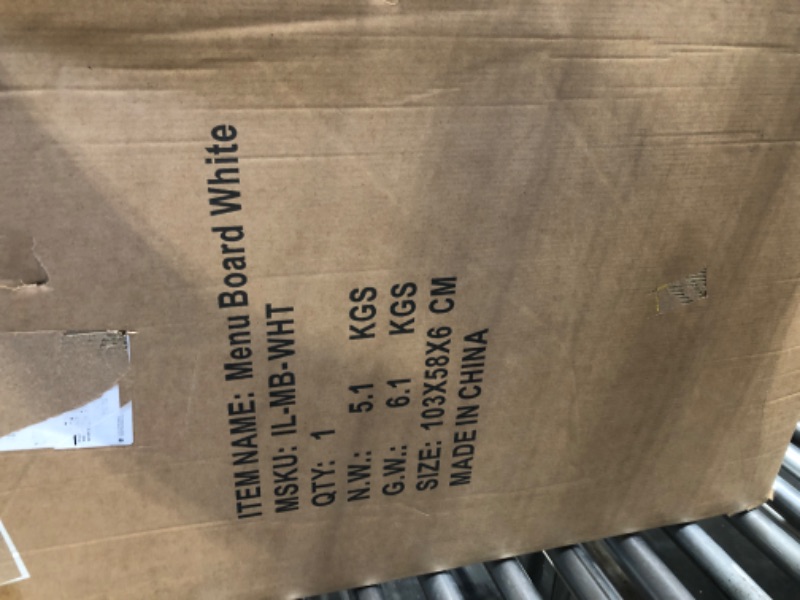 ITEM NAME: Menu Board White
MSKU: IL-MB-WHT
QTY: 1
N.W.: 5.1 KGS
G.W.: 6.1 KGS
SIZE: 103X58X6 CM
MADE IN CHINA